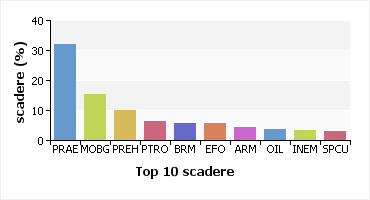 40
30
20
10
0
scadere (%)
PRAE MOBG PREH PTRO BRM EFO ARM OIL INEM SPCU
Top 10 scadere